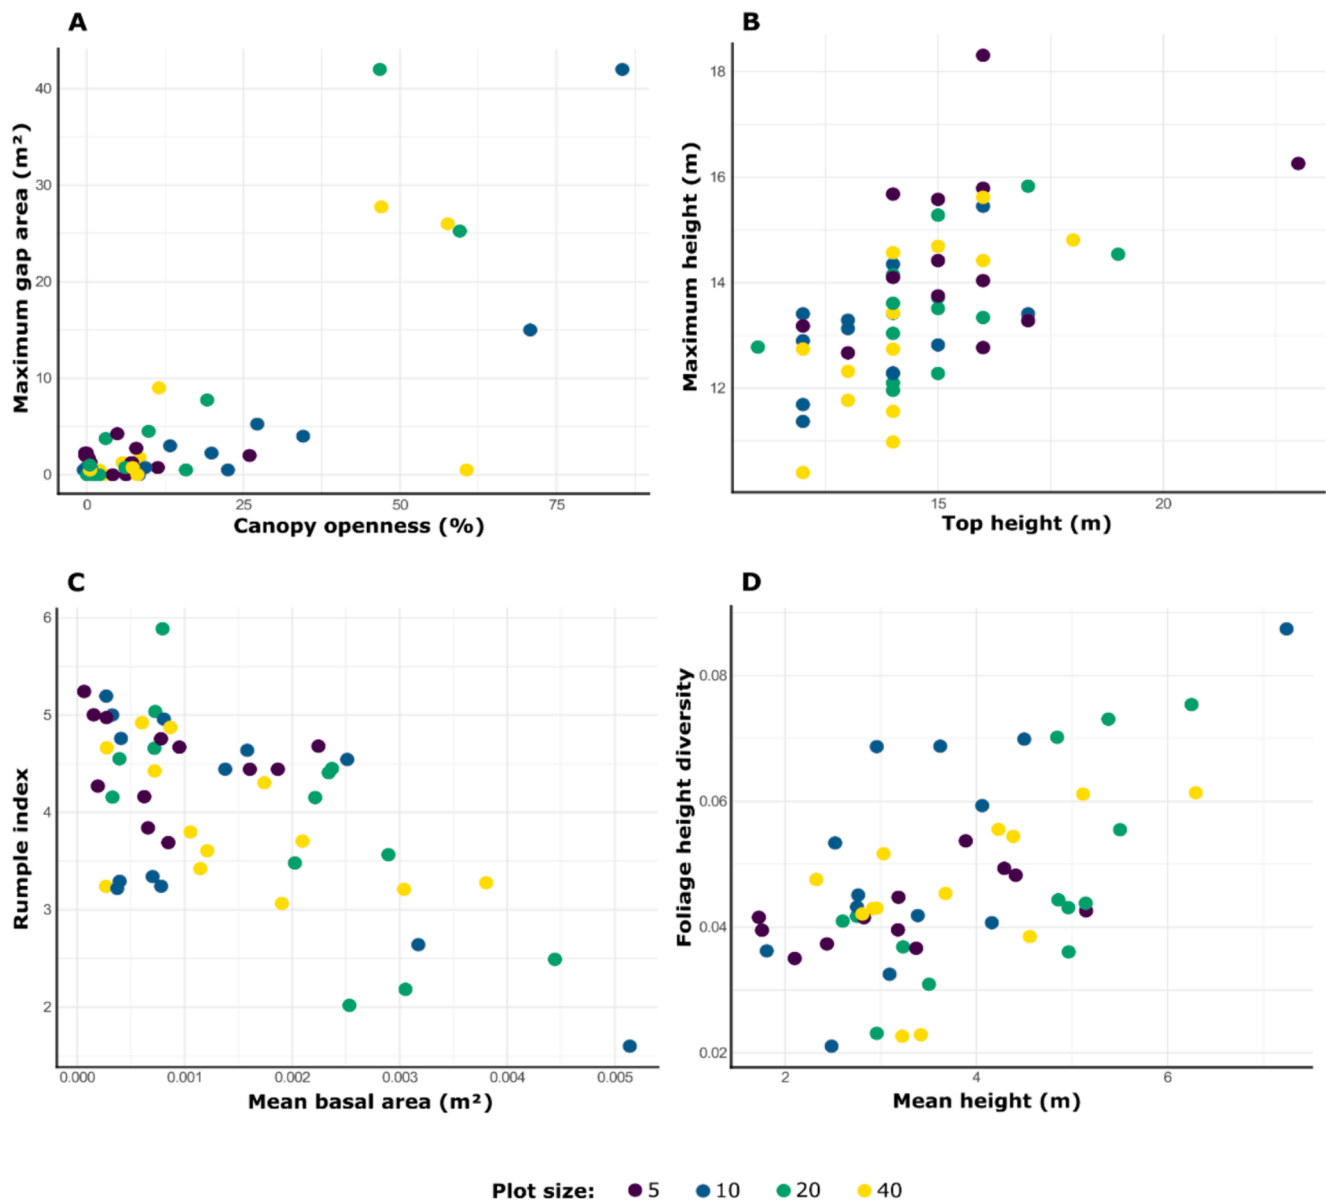 A
Maximum gap area (m²)
40
30
20
10
0
0 25 50 75
Canopy openness (%)
B
Maximum height (m)
18
16
14
12
15 20
Top height (m)
C
Rumple index
6
5
4
3
2
0.000 0.001 0.002 0.003 0.004 0.005
Mean basal area (m²)
D
Foliage height diversity
0.08
0.06
0.04
0.02
2 4 6
Mean height (m)
Plot size: 5 10 20 40